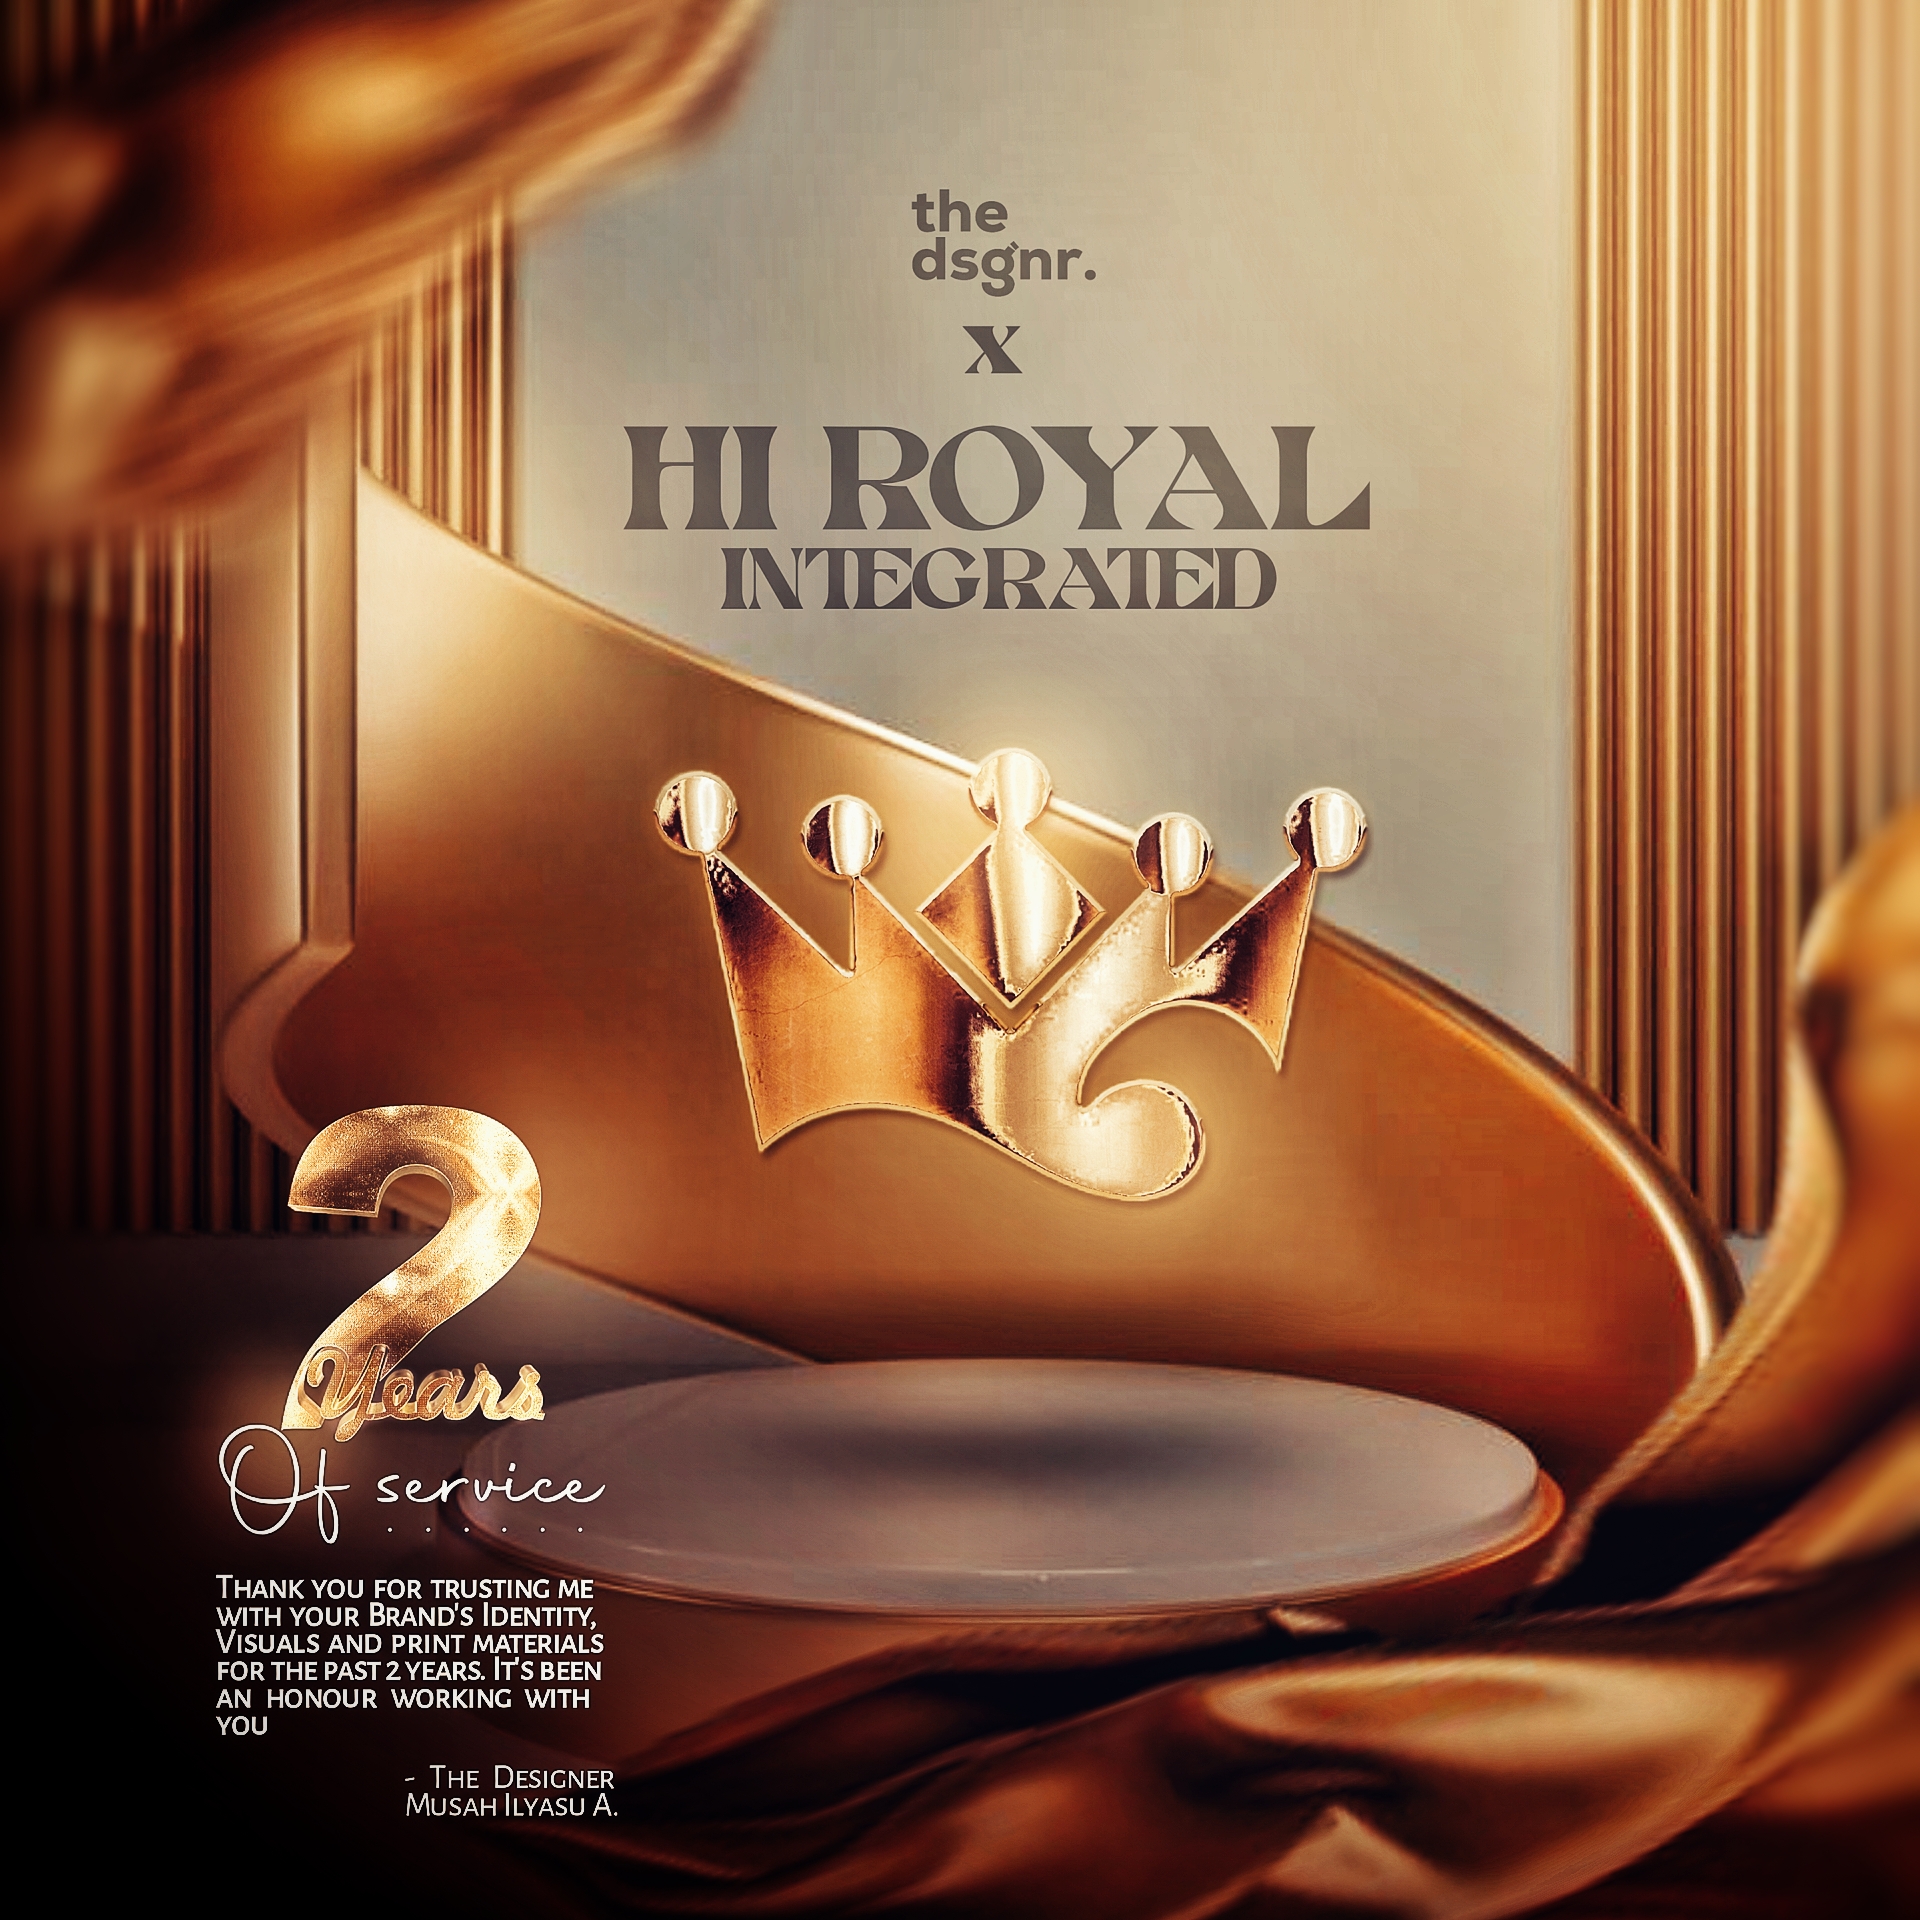 the
dsgnr.
X
HI ROYAL
INTEGRATED
2
Years
Of service
THANK YOU FOR TRUSTING ME
WITH YOUR BRAND'S IDENTITY,
VISUALS AND PRINT MATERIALS
FOR THE PAST 2 YEARS. IT'S BEEN
AN HONOUR WORKING WITH
YOU
- THE DESIGNER
MUSAH ILYASU A.